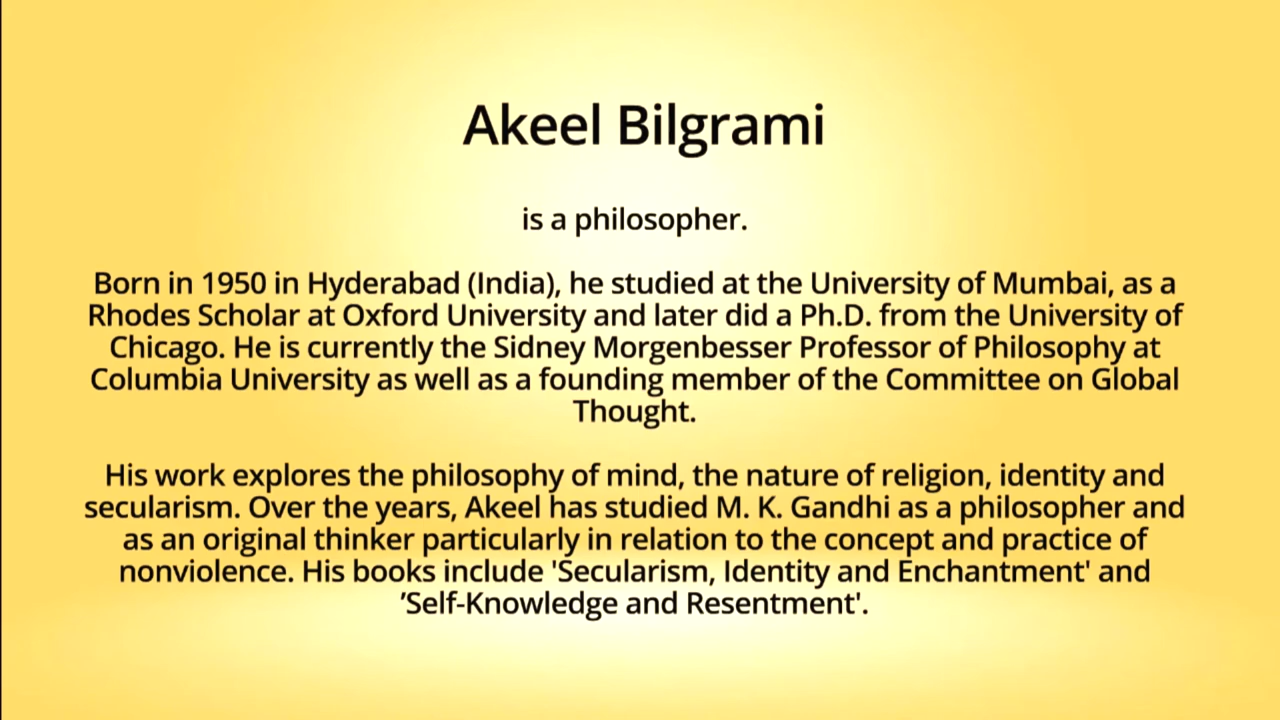 Akeel Bilgrami
is a philosopher.
Born in 1950 in Hyderabad (India), he studied at the University of Mumbai, as a
Rhodes Scholar at Oxford University and later did a Ph.D. from the University of
Chicago. He is currently the Sidney Morgenbesser Professor of Philosophy at
Columbia University as well as a founding member of the Committee on Global
Thought.
His work explores the philosophy of mind, the nature of religion, identity and
secularism. Over the years, Akeel has studied M. K. Gandhi as a philosopher and
as an original thinker particularly in relation to the concept and practice of
nonviolence. His books include 'Secularism, Identity and Enchantment' and
’Self-Knowledge and Resentment'.